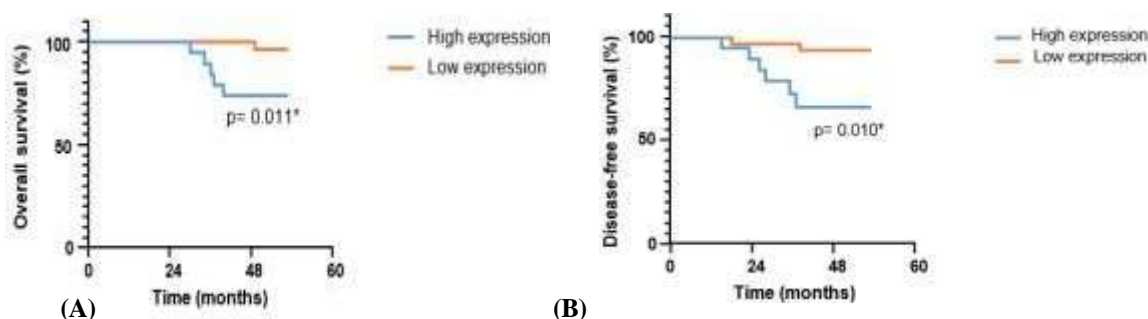 Overall survival (%)
100
50
0
0 24 48 60
Time (months)
High expression
Low expression
p= 0.011*
(A)
Disease-free survival (%)
100
50
0
0 24 48 60
Time (months)
High expression
Low expression
p= 0.010*
(B)